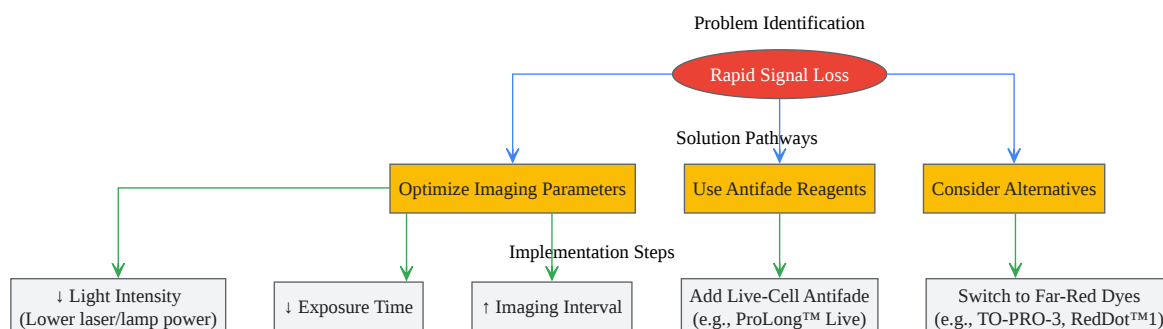 Problem Identification
Rapid Signal Loss
Solution Pathways
Optimize Imaging Parameters
Use Antifade Reagents
Consider Alternatives
Implementation Steps
↓ Light Intensity
(Lower laser/lamp power)
↓ Exposure Time
↑ Imaging Interval
Add Live-Cell Antifade
(e.g., ProLong™ Live)
Switch to Far-Red Dyes
(e.g., TO-PRO-3, RedDot™1)